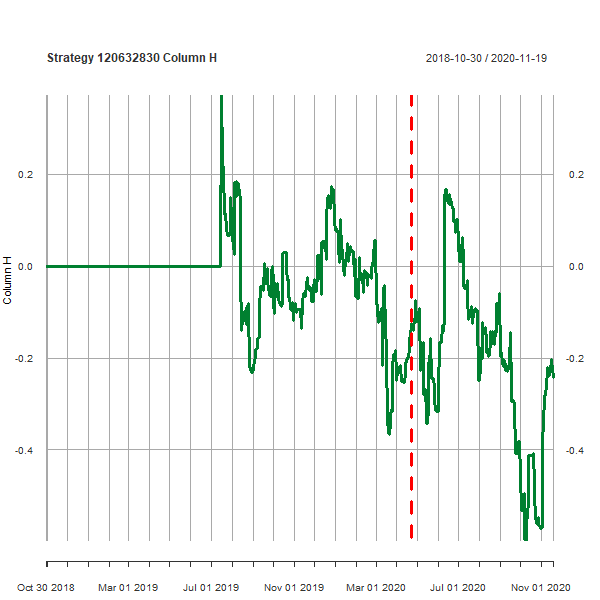 Strategy 120632830 Column H
2018-10-30 / 2020-11-19
Column H
0.2
0.2
0.0
0.0
-0.2
-0.2
-0.4
-0.4
Oct 30 2018
Mar 01 2019
Jul 01 2019
Nov 01 2019
Mar 01 2020
Jul 01 2020
Nov 01 2020